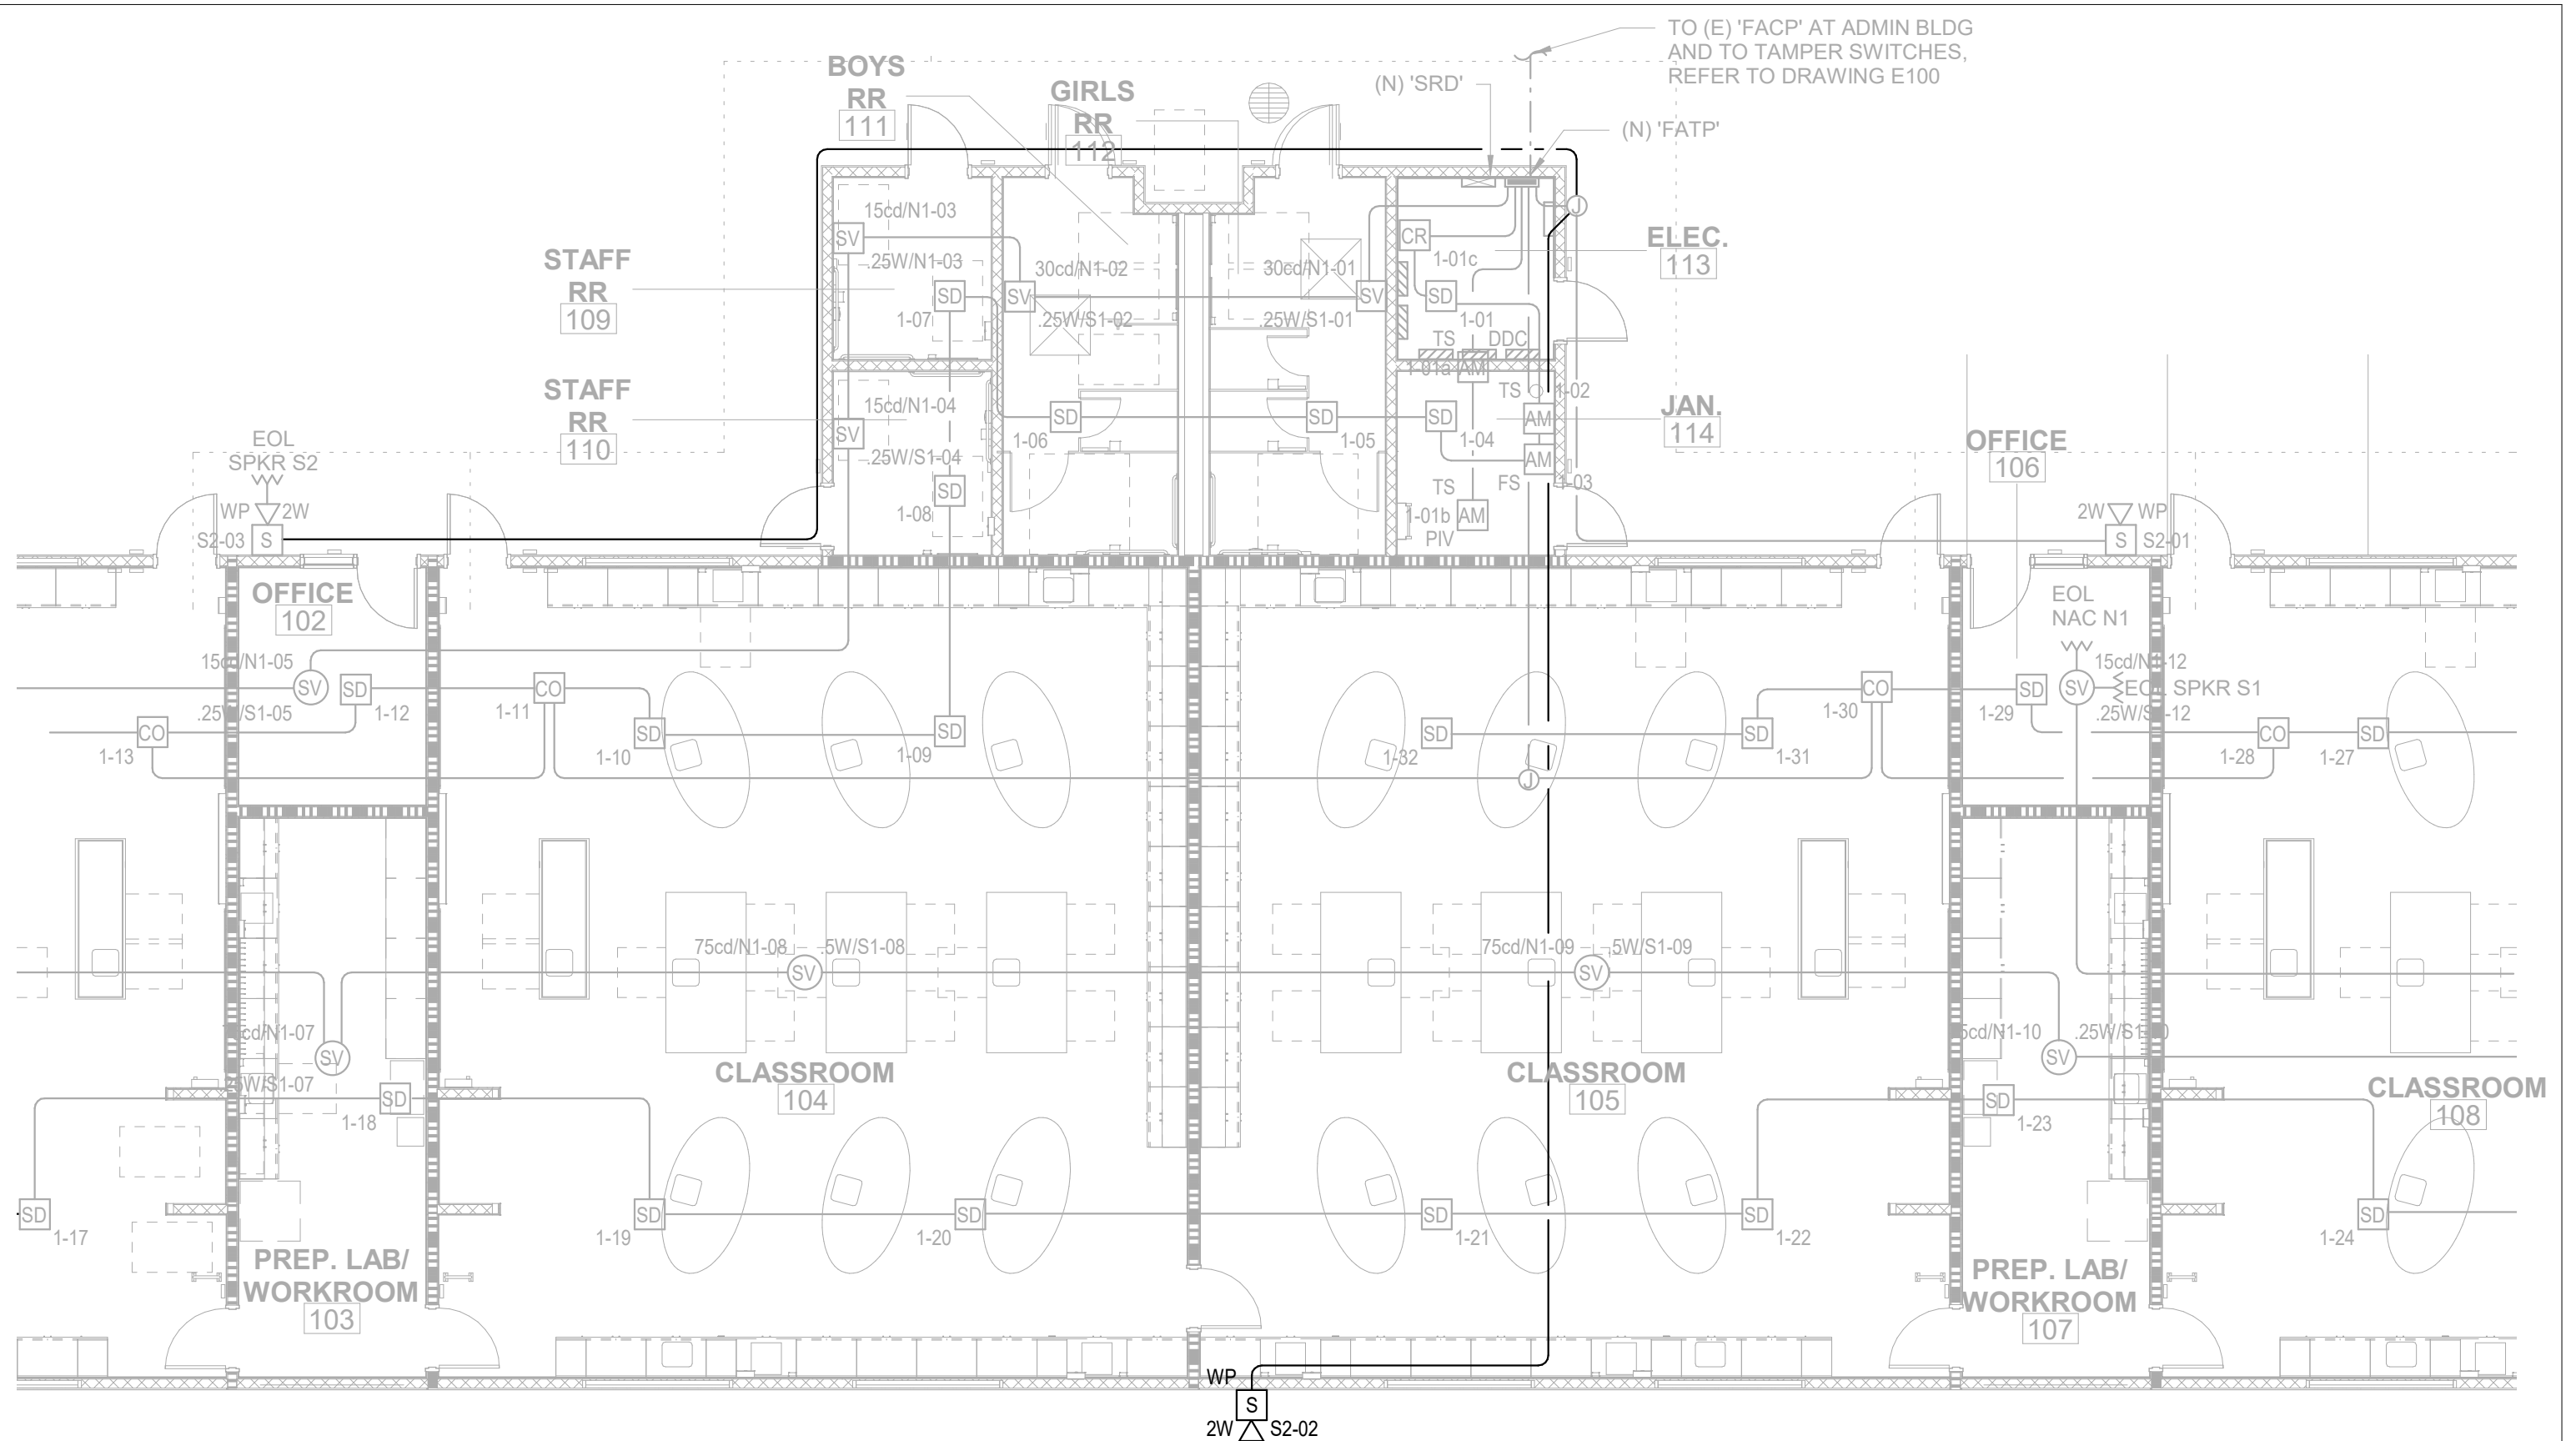 TO (E) 'FACP' AT ADMIN BLDG
AND TO TAMPER SWITCHES,
REFER TO DRAWING E100
(N) 'SRD'
(N) 'FATP'
BOYS
RR
111
GIRLS
RR
112
STAFF
RR
109
STAFF
RR
110
ELEC.
113
JAN.
114
15cd/N1-03
SV
.25W/N1-03
SD
1-07
30cd/N1-02
SV
.25W/S1-02
30cd/N1-01
SV
.25W/S1-01
CR
1-01c
SD
1-01
J
TS
DDC
1-01a
AM
TS
1-02
AM
15cd/N1-04
SV
.25W/S1-04
SD
1-08
SD
1-06
SD
1-05
SD
1-04
AM
FS
1-03
TS
1-01b
AM
PIV
EOL
SPKR S2
WP
2W
S2-03
S
OFFICE
106
2W
WP
S
S2-01
OFFICE
102
15cd/N1-05
SV
.25W/S1-05
SD
1-12
CO
1-13
CO
1-11
SD
1-10
SD
1-09
SD
1-32
J
SD
1-31
CO
1-30
EOL
NAC N1
15cd/N1-12
SD
1-29
SV
EOL SPKR S1
CO
1-28
SD
1-27
75cd/N1-08
SV
.5W/S1-08
75cd/N1-09
SV
.5W/S1-09
SV
SV
CLASSROOM
104
CLASSROOM
105
CLASSROOM
108
SD
1-17
SD
1-18
SD
1-19
SD
1-20
SD
1-21
SD
1-22
SD
1-23
SD
1-24
PREP. LAB/
WORKROOM
103
PREP. LAB/
WORKROOM
107
WP
S
2W
S2-02